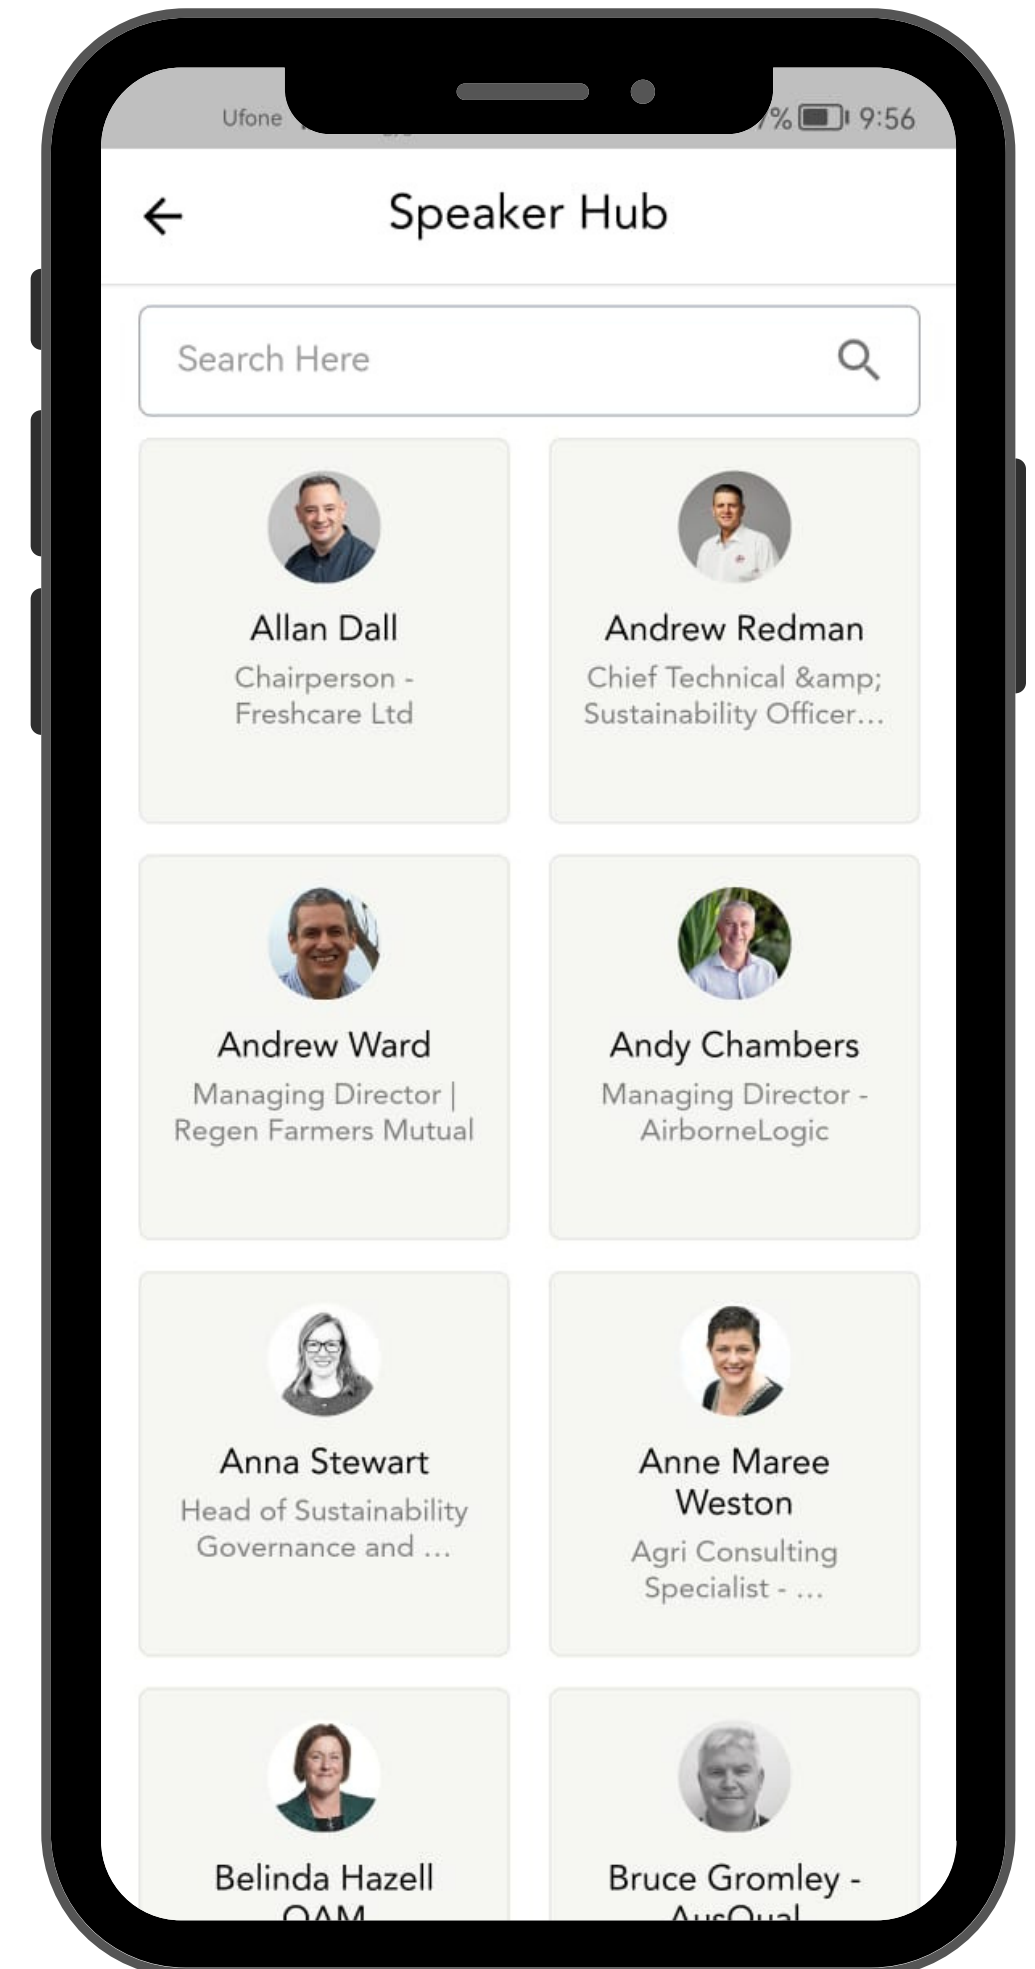 Ufone
% 9:56
Speaker Hub
Search Here
Allan Dall
Chairperson -
Freshcare Ltd
Andrew Redman
Chief Technical &amp;
Sustainability Officer...
Andrew Ward
Managing Director |
Regen Farmers Mutual
Andy Chambers
Managing Director -
AirborneLogic
Anna Stewart
Head of Sustainability
Governance and ...
Anne Maree
Weston
Agri Consulting
Specialist - ...
Belinda Hazell
OAM
Bruce Gromley -
AusQual